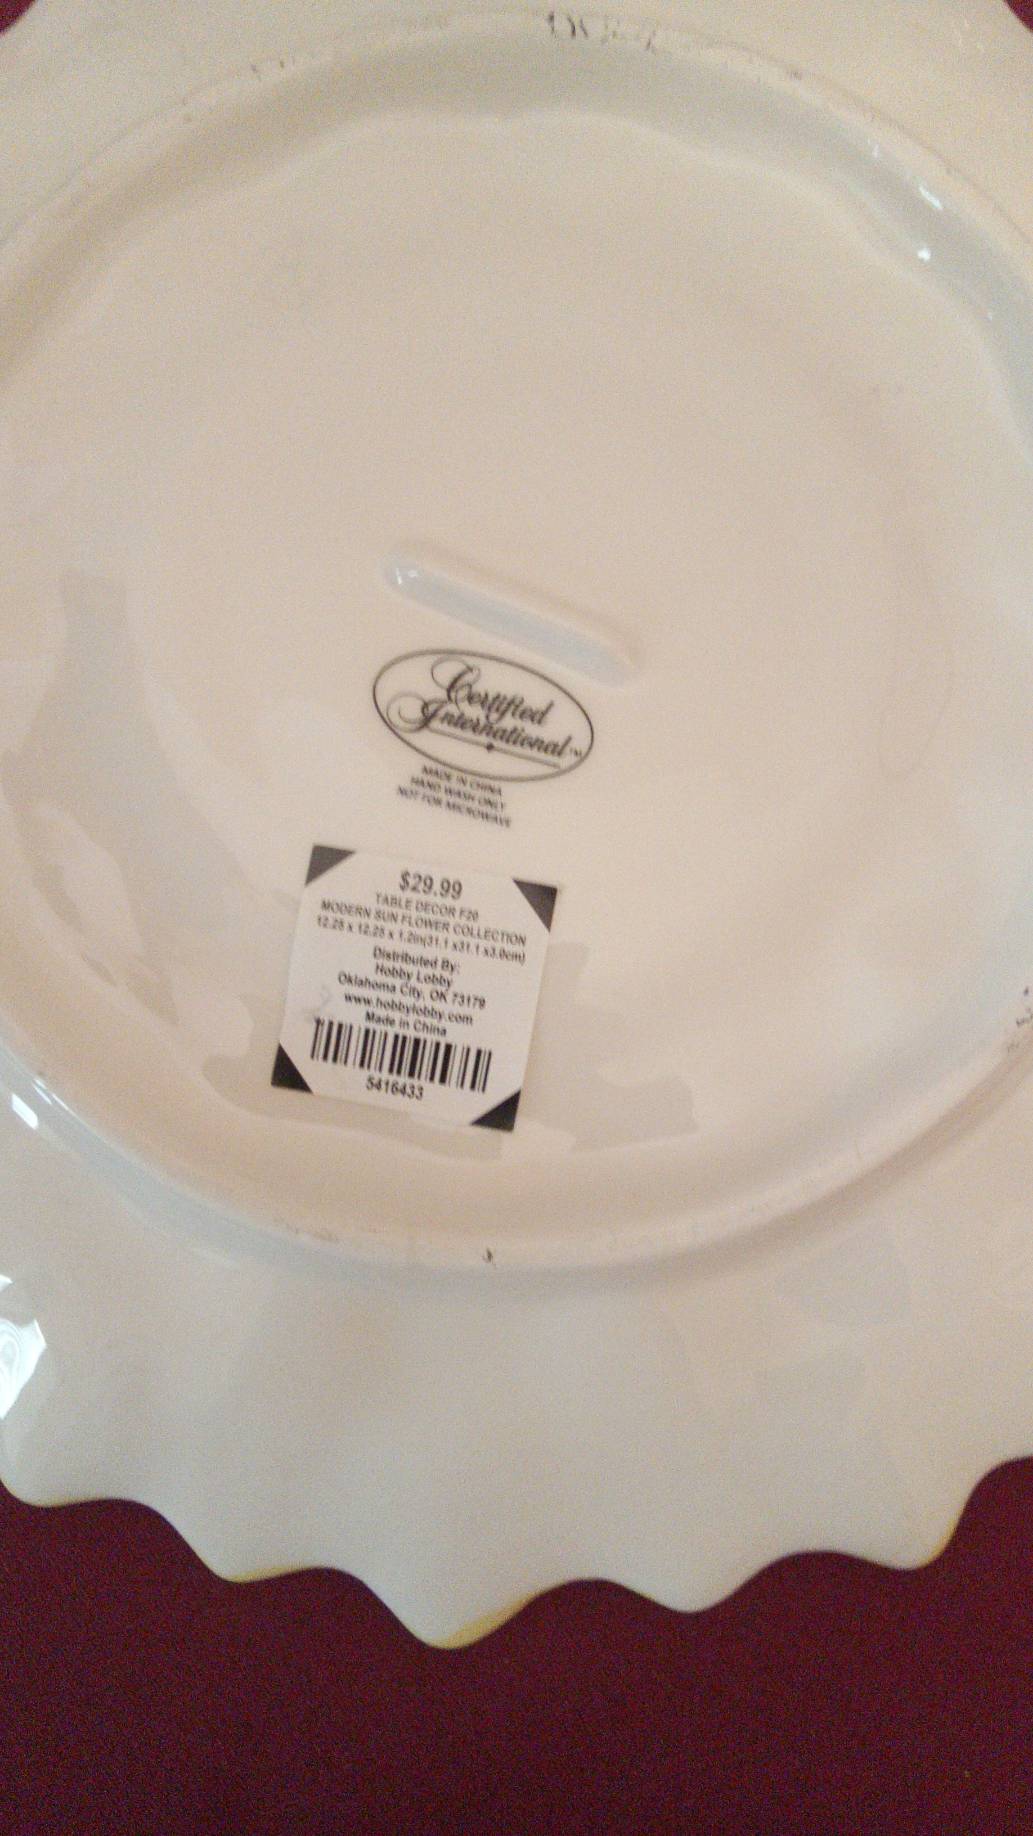 Certified
International™
MADE IN CHINA
HAND WASH ONLY
NOT FOR MICROWAVE
$29.99
TABLE DECOR F20
MODERN SUN FLOWER COLLECTION
12.25 x 12.25 x 1.2in(31.1 x31.1 x3.0cm)
Distributed By:
Hobby Lobby
Oklahoma City, OK 73179
www.hobbylobby.com
Made in China
5416433